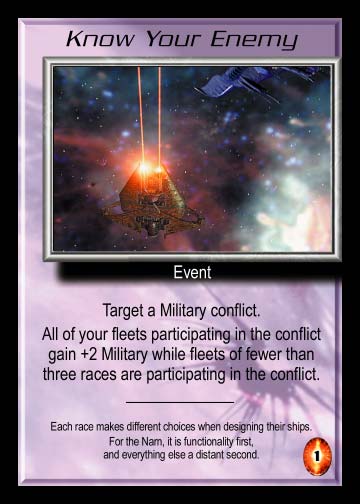 Know Your Enemy
Event
Target a Military conflict.
All of your fleets participating in the conflict
gain +2 Military while fleets of fewer than
three races are participating in the conflict.
Each race makes different choices when designing their ships.
For the Narn, it is functionality first,
and everything else a distant second.
1